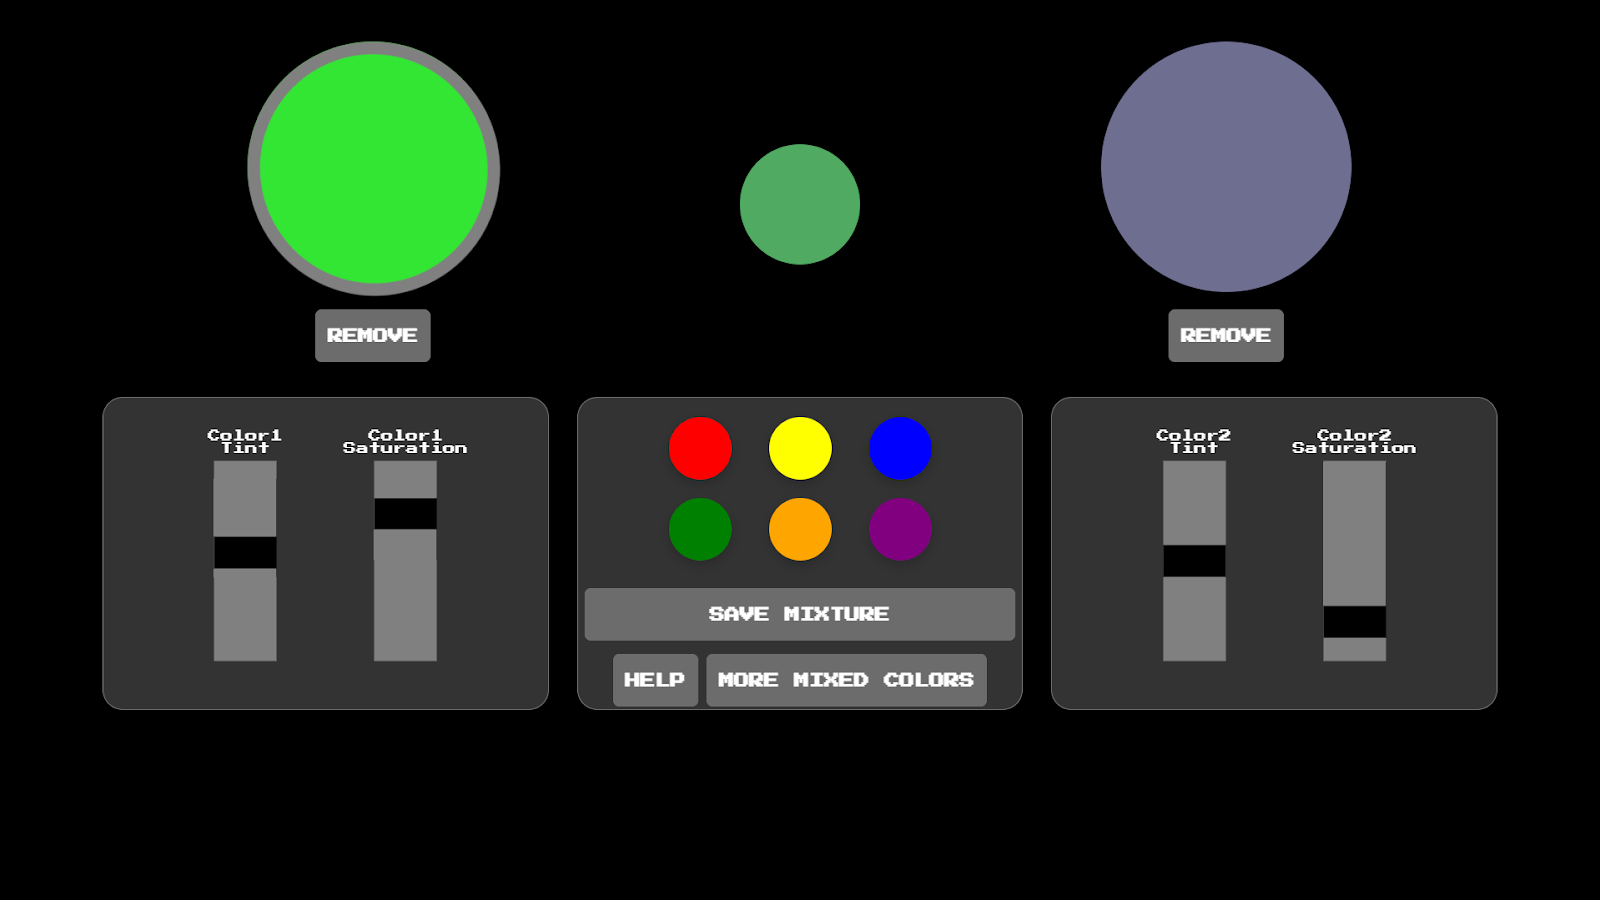 REMOVE
REMOVE
Color1
Tint
Color1
Saturation
SAVE MIXTURE
HELP
MORE MIXED COLORS
Color2
Tint
Color2
Saturation